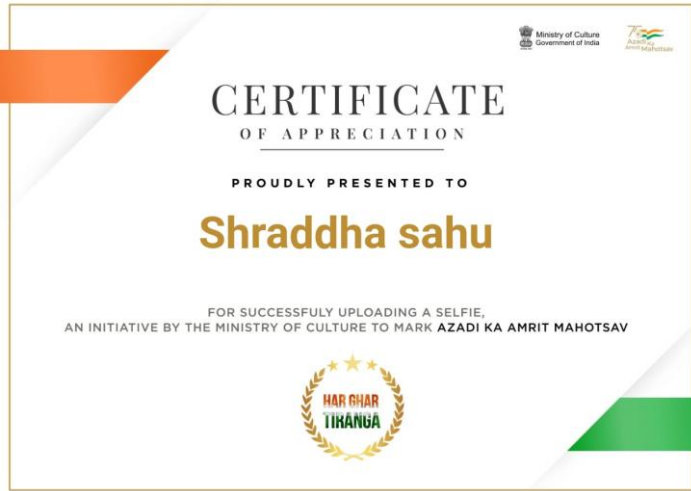 Ministry of Culture
Government of India
Azadi Ka
Amrit Mahotsav
CERTIFICATE
OF APPRECIATION
PROUDLY PRESENTED TO
Shraddha sahu
FOR SUCCESSFULY UPLOADING A SELFIE,
AN INITIATIVE BY THE MINISTRY OF CULTURE TO MARK AZADI KA AMRIT MAHOTSAV
HAR GHAR
TIRANGA